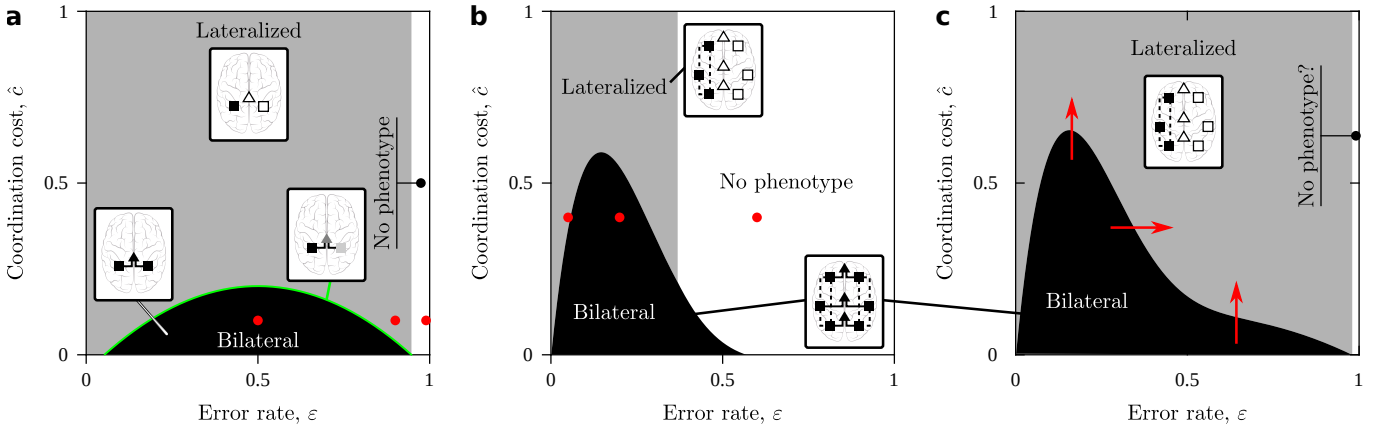 a
1
0.5
0
0
0.5
1
Coordination cost, ĉ
Error rate, ε
Lateralized
No phenotype
Bilateral
b
1
0.5
0
0
0.5
1
Coordination cost, ĉ
Error rate, ε
Lateralized
No phenotype
Bilateral
c
1
0.5
0
0
0.5
1
Coordination cost, ĉ
Error rate, ε
Lateralized
No phenotype?
Bilateral